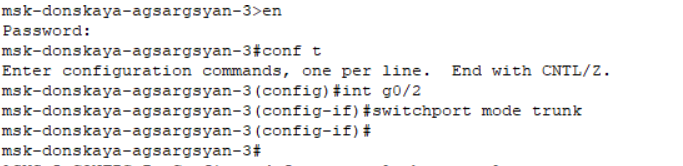 msk-donskaya-agsargsyan-3>en
Password:
msk-donskaya-agsargsyan-3#conf t
Enter configuration commands, one per line.  End with CNTL/Z.
msk-donskaya-agsargsyan-3(config)#int g0/2
msk-donskaya-agsargsyan-3(config-if)#switchport mode trunk
msk-donskaya-agsargsyan-3(config-if)#
msk-donskaya-agsargsyan-3#